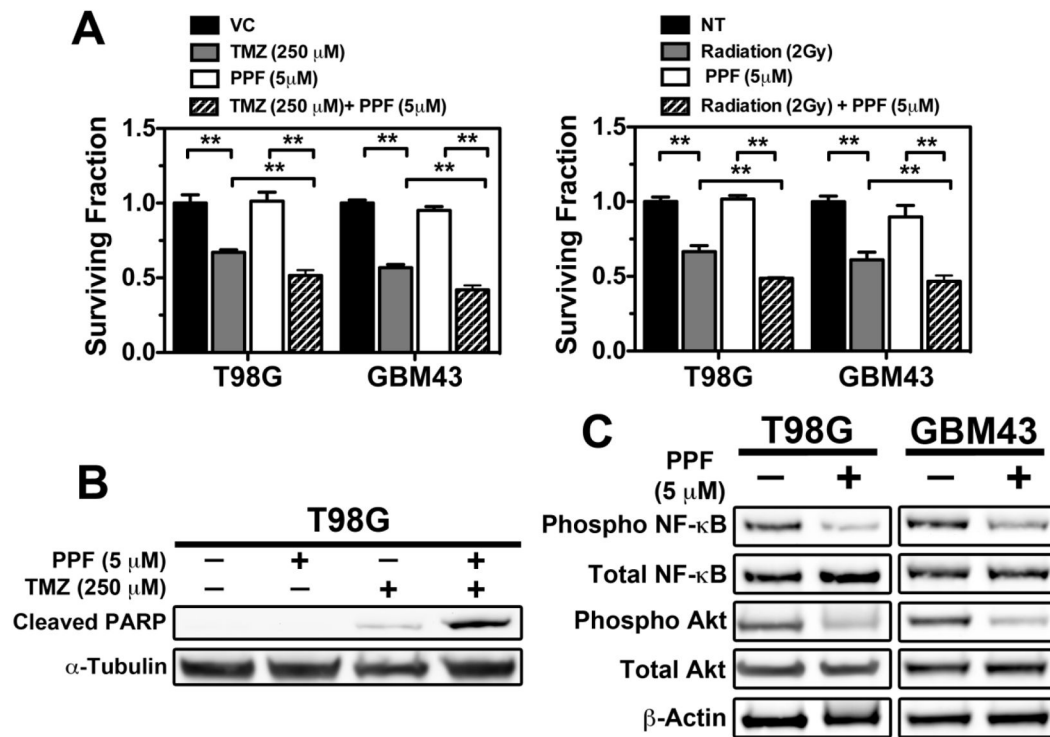 A
VC
TMZ (250 μM)
PPF (5μM)
TMZ (250 μM)+ PPF (5μM)
Surviving Fraction
1.5
1.0
0.5
0.0
** ** **
** ** **
T98G GBM43
NT
Radiation (2Gy)
PPF (5μM)
Radiation (2Gy) + PPF (5μM)
Surviving Fraction
1.5
1.0
0.5
0.0
** ** **
** ** **
T98G GBM43
B
T98G
PPF (5 μM) – + – +
TMZ (250 μM) – – + +
Cleaved PARP
α-Tubulin
C
T98G GBM43
PPF
(5 μM) – + – +
Phospho NF-κB
Total NF-κB
Phospho Akt
Total Akt
β-Actin